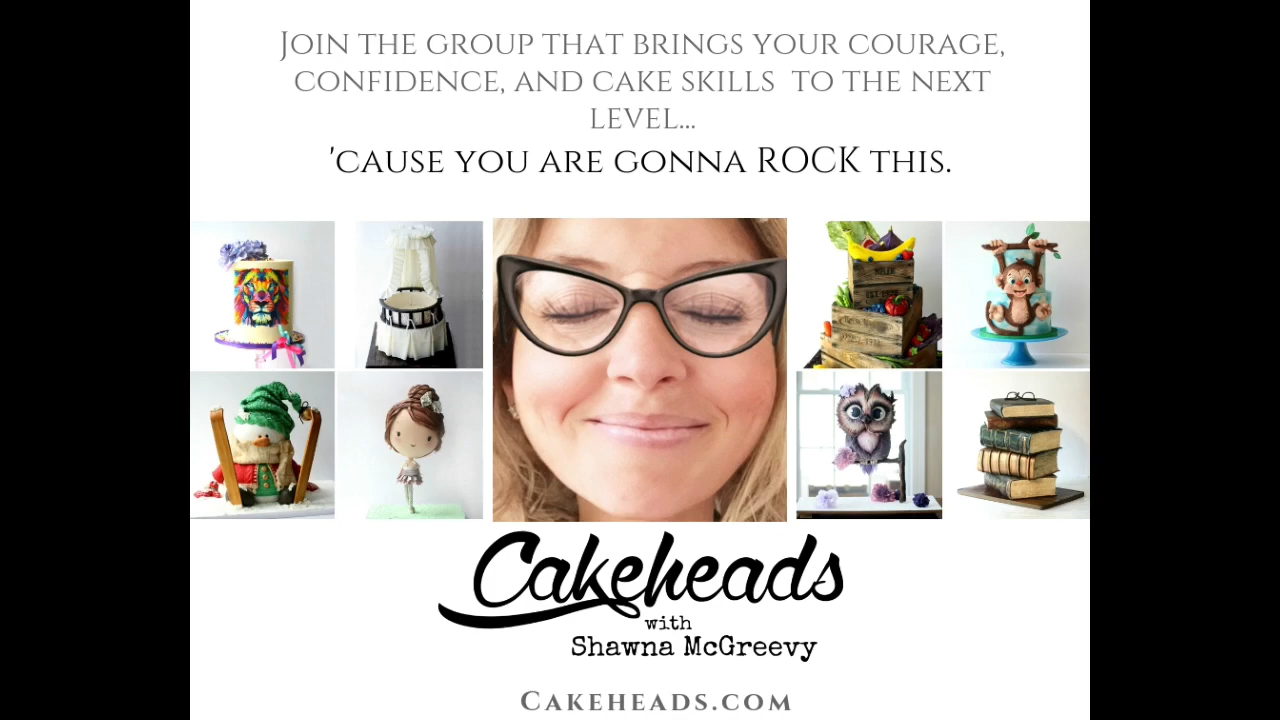 Join the group that brings your courage,
confidence, and cake skills to the next
level...
'cause you are gonna ROCK this.
Cakeheads
with
Shawna McGreevy
Cakeheads.com